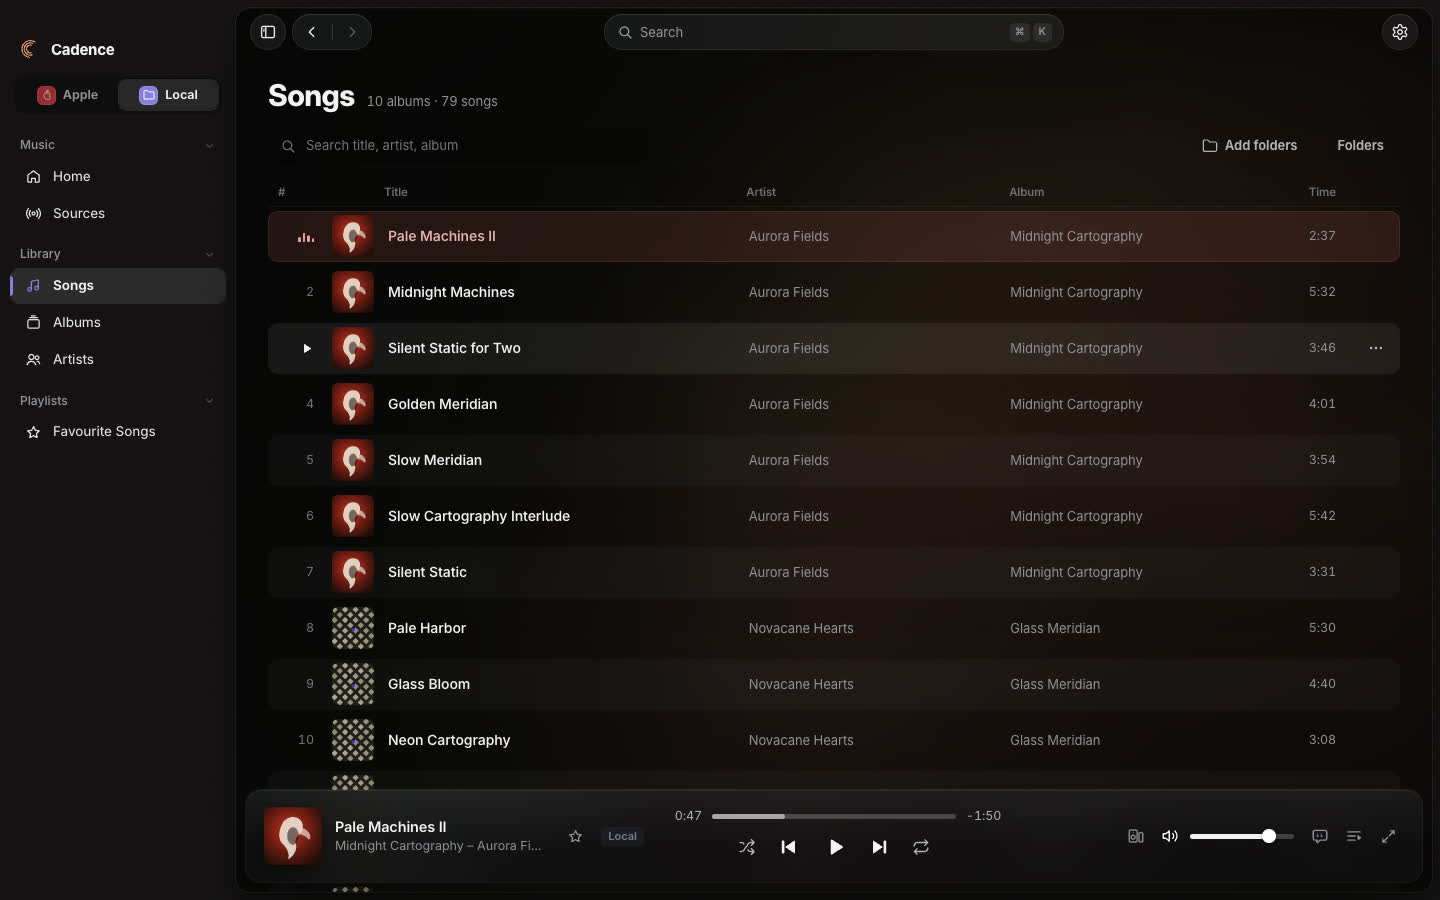 Cadence
Apple
Local
Music
Home
Sources
Library
Songs
Albums
Artists
Playlists
Favourite Songs
Search
⌘ K
Songs
10 albums · 79 songs
Search title, artist, album
Add folders
Folders
# Title Artist Album Time
Pale Machines II Aurora Fields Midnight Cartography 2:37
2 Midnight Machines Aurora Fields Midnight Cartography 5:32
Silent Static for Two Aurora Fields Midnight Cartography 3:46
4 Golden Meridian Aurora Fields Midnight Cartography 4:01
5 Slow Meridian Aurora Fields Midnight Cartography 3:54
6 Slow Cartography Interlude Aurora Fields Midnight Cartography 5:42
7 Silent Static Aurora Fields Midnight Cartography 3:31
8 Pale Harbor Novacane Hearts Glass Meridian 5:30
9 Glass Bloom Novacane Hearts Glass Meridian 4:40
10 Neon Cartography Novacane Hearts Glass Meridian 3:08
Pale Machines II
Midnight Cartography – Aurora Fi...
Local
0:47
-1:50